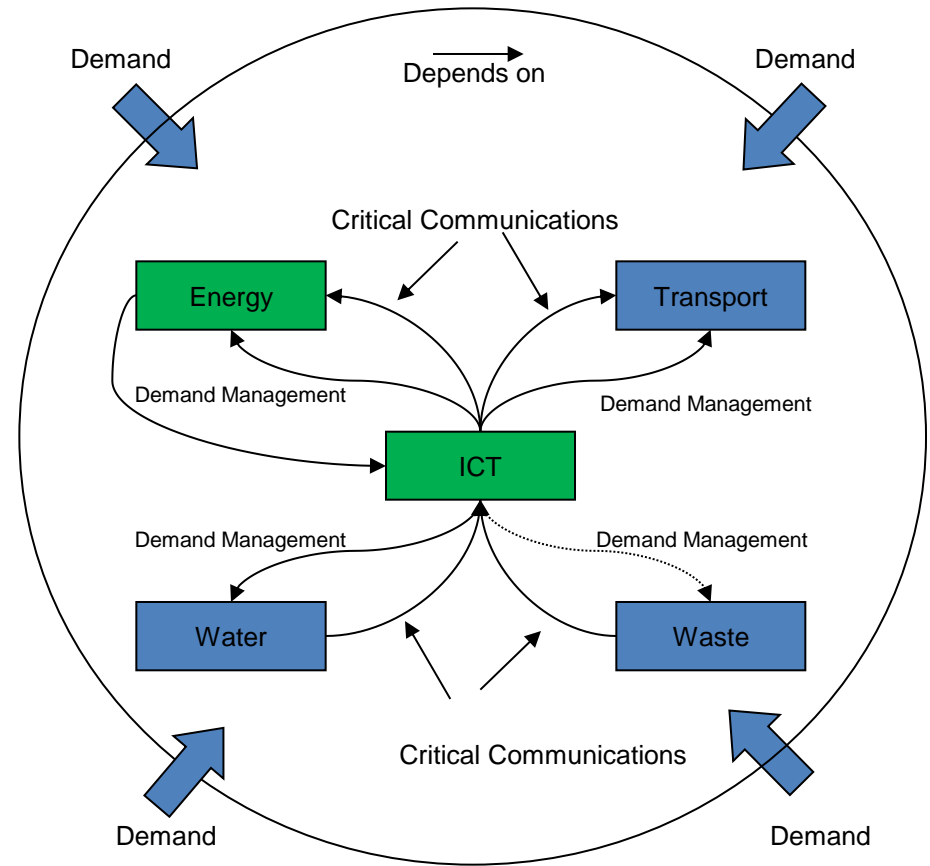 Demand
Depends on
Demand
Critical Communications
Energy
Transport
Demand Management
Demand Management
ICT
Demand Management
Demand Management
Water
Waste
Critical Communications
Demand
Demand